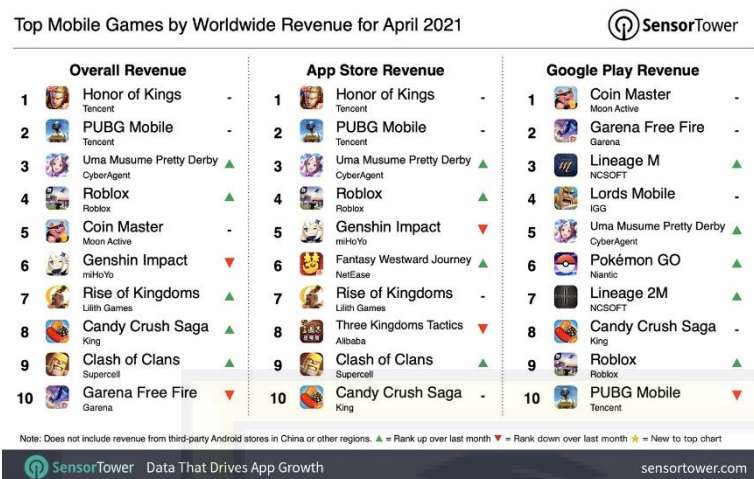 Top Mobile Games by Worldwide Revenue for April 2021
SensorTower
Overall Revenue
1 Honor of Kings -
Tencent
2 PUBG Mobile -
Tencent
3 Uma Musume Pretty Derby ▲
CyberAgent
4 Roblox ▲
Roblox
5 Coin Master -
Moon Active
6 Genshin Impact ▼
miHoYo
7 Rise of Kingdoms ▲
Lilith Games
8 Candy Crush Saga ▲
King
9 Clash of Clans ▲
Supercell
10 Garena Free Fire ▼
Garena
App Store Revenue
1 Honor of Kings -
Tencent
2 PUBG Mobile -
Tencent
3 Uma Musume Pretty Derby ▲
CyberAgent
4 Roblox ▲
Roblox
5 Genshin Impact ▼
miHoYo
6 Fantasy Westward Journey ▲
NetEase
7 Rise of Kingdoms -
Lilith Games
8 Three Kingdoms Tactics ▼
Alibaba
9 Clash of Clans ▲
Supercell
10 Candy Crush Saga -
King
Google Play Revenue
1 Coin Master -
Moon Active
2 Garena Free Fire -
Garena
3 Lineage M ▲
NCSOFT
4 Lords Mobile -
IGG
5 Uma Musume Pretty Derby ▲
CyberAgent
6 Pokémon GO ▲
Niantic
7 Lineage 2M ▲
NCSOFT
8 Candy Crush Saga -
King
9 Roblox ▲
Roblox
10 PUBG Mobile ▼
Tencent
Note: Does not include revenue from third-party Android stores in China or other regions. ▲ = Rank up over last month ▼ = Rank down over last month ★ = New to top chart
SensorTower Data That Drives App Growth
sensortower.com